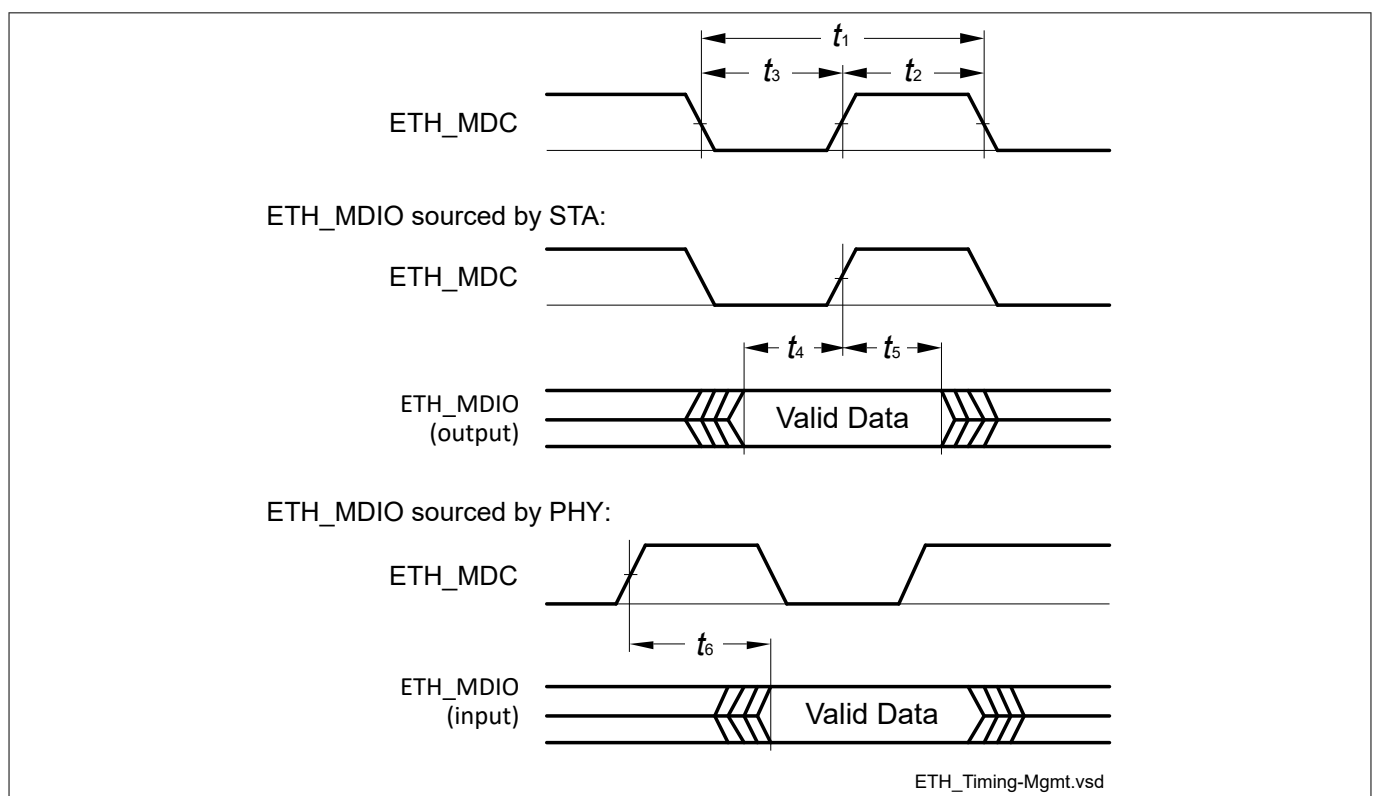 t1
t3 t2
ETH_MDC
ETH_MDIO sourced by STA:
ETH_MDC
t4 t5
ETH_MDIO
(output)
Valid Data
ETH_MDIO sourced by PHY:
ETH_MDC
t6
ETH_MDIO
(input)
Valid Data
ETH_Timing-Mgmt.vsd